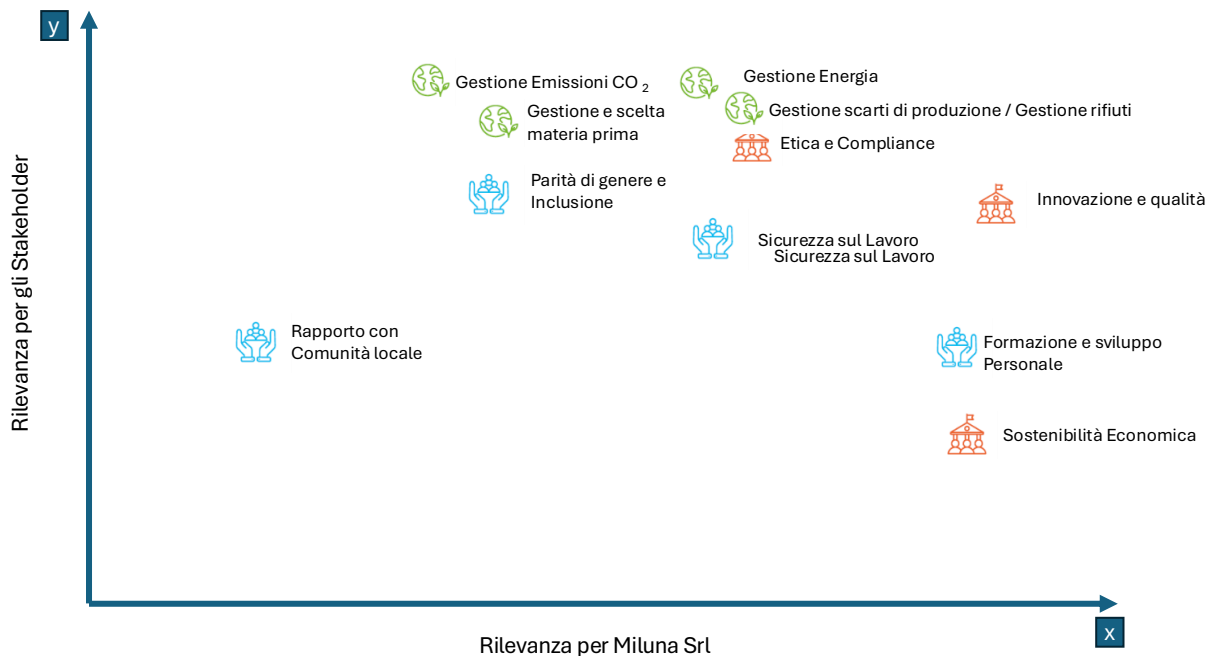 y
Gestione Emissioni CO 2
Gestione Energia
Gestione e scelta
materia prima
Gestione scarti di produzione / Gestione rifiuti
Etica e Compliance
Parità di genere e
Inclusione
Innovazione e qualità
Sicurezza sul Lavoro
Sicurezza sul Lavoro
Rilevanza per gli Stakeholder
Rapporto con
Comunità locale
Formazione e sviluppo
Personale
Sostenibilità Economica
x
Rilevanza per Miluna Srl